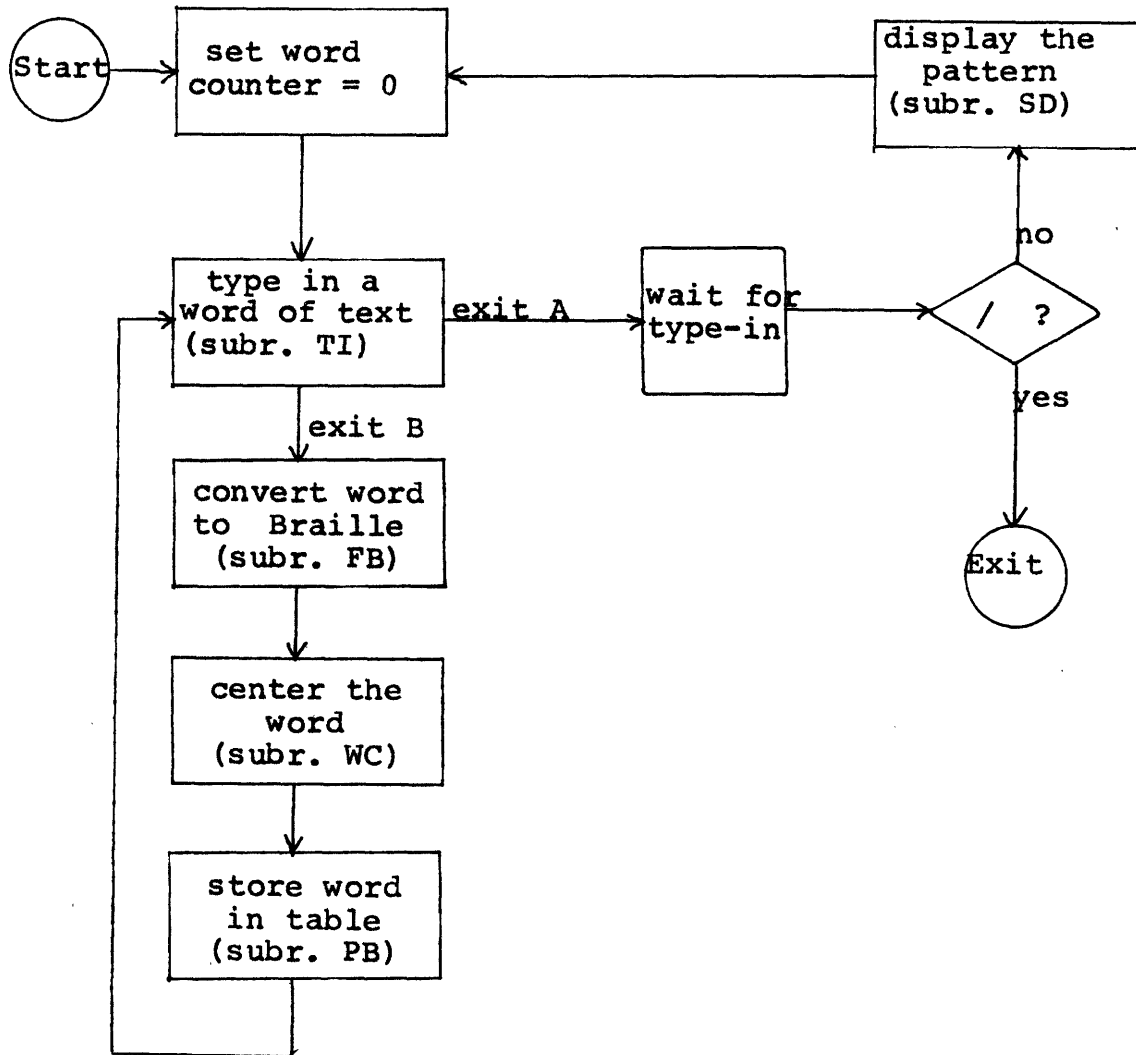 Start
set word
counter = 0
display the
pattern
(subr. SD)
no
type in a
word of text
(subr. TI)
exit A
wait for
type-in
/ ?
yes
exit B
convert word
to Braille
(subr. FB)
Exit
center the
word
(subr. WC)
store word
in table
(subr. PB)